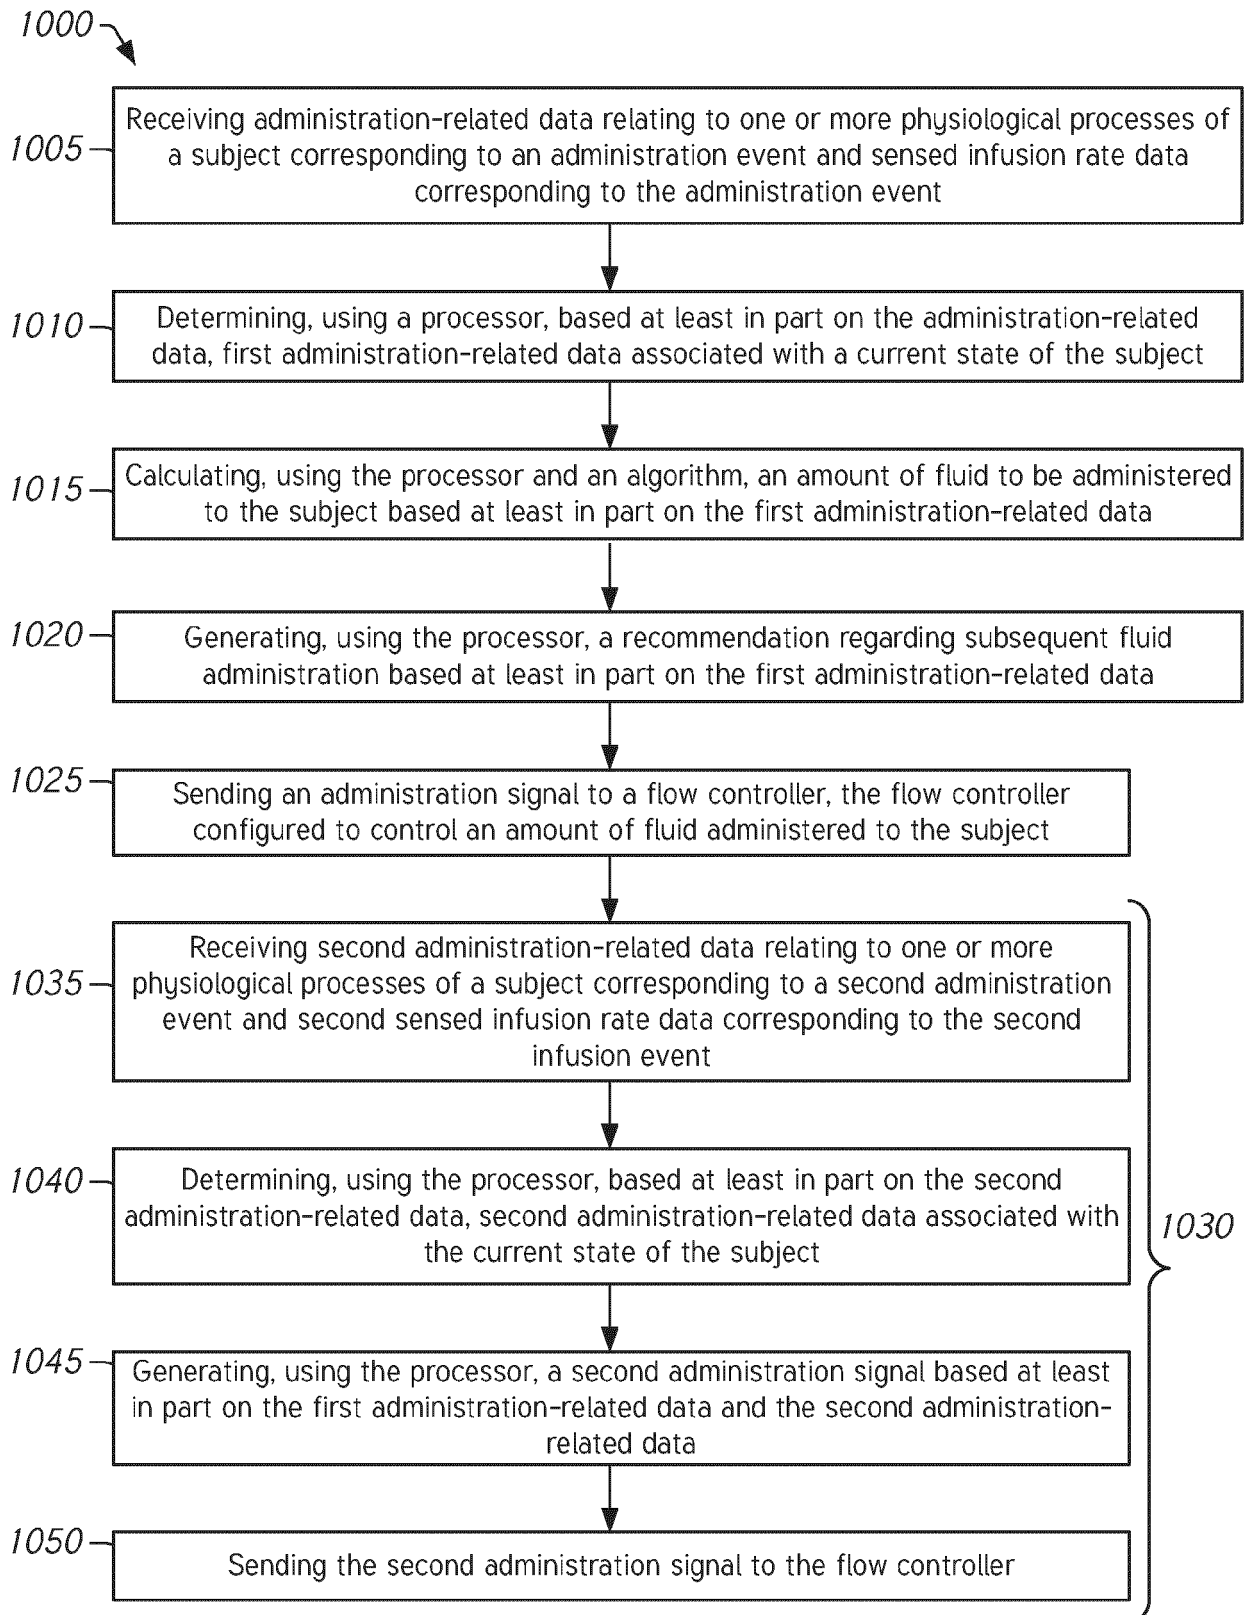 1000
1005
Receiving administration-related data relating to one or more physiological processes of
a subject corresponding to an administration event and sensed infusion rate data
corresponding to the administration event
1010
Determining, using a processor, based at least in part on the administration-related
data, first administration-related data associated with a current state of the subject
1015
Calculating, using the processor and an algorithm, an amount of fluid to be administered
to the subject based at least in part on the first administration-related data
1020
Generating, using the processor, a recommendation regarding subsequent fluid
administration based at least in part on the first administration-related data
1025
Sending an administration signal to a flow controller, the flow controller
configured to control an amount of fluid administered to the subject
1030
1035
Receiving second administration-related data relating to one or more
physiological processes of a subject corresponding to a second administration
event and second sensed infusion rate data corresponding to the second
infusion event
1040
Determining, using the processor, based at least in part on the second
administration-related data, second administration-related data associated with
the current state of the subject
1045
Generating, using the processor, a second administration signal based at least
in part on the first administration-related data and the second administration-
related data
1050
Sending the second administration signal to the flow controller